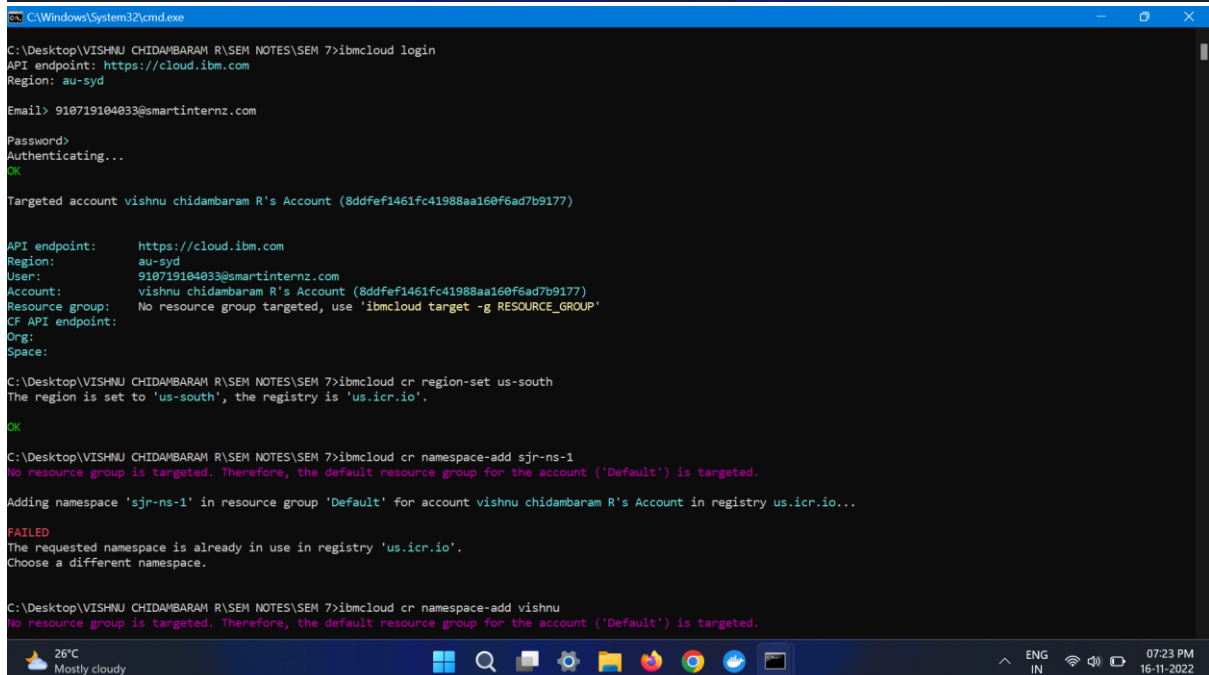 C:\Windows\System32\cmd.exe
C:\Desktop\VISHNU CHIDAMBARAM R\SEM NOTES\SEM 7>ibmcloud login
API endpoint: https://cloud.ibm.com
Region: au-syd
Email> 910719104033@smartinternz.com
Password>
Authenticating...
OK
Targeted account vishnu chidambaram R's Account (8ddfef1461fc41988aa160f6ad7b9177)
API endpoint: https://cloud.ibm.com
Region: au-syd
User: 910719104033@smartinternz.com
Account: vishnu chidambaram R's Account (8ddfef1461fc41988aa160f6ad7b9177)
Resource group: No resource group targeted, use 'ibmcloud target -g RESOURCE_GROUP'
CF API endpoint:
Org:
Space:
C:\Desktop\VISHNU CHIDAMBARAM R\SEM NOTES\SEM 7>ibmcloud cr region-set us-south
The region is set to 'us-south', the registry is 'us.icr.io'.
OK
C:\Desktop\VISHNU CHIDAMBARAM R\SEM NOTES\SEM 7>ibmcloud cr namespace-add sjr-ns-1
No resource group is targeted. Therefore, the default resource group for the account ('Default') is targeted.
Adding namespace 'sjr-ns-1' in resource group 'Default' for account vishnu chidambaram R's Account in registry us.icr.io...
FAILED
The requested namespace is already in use in registry 'us.icr.io'.
Choose a different namespace.
C:\Desktop\VISHNU CHIDAMBARAM R\SEM NOTES\SEM 7>ibmcloud cr namespace-add vishnu
No resource group is targeted. Therefore, the default resource group for the account ('Default') is targeted.
26°C
Mostly cloudy
ENG
IN
07:23 PM
16-11-2022